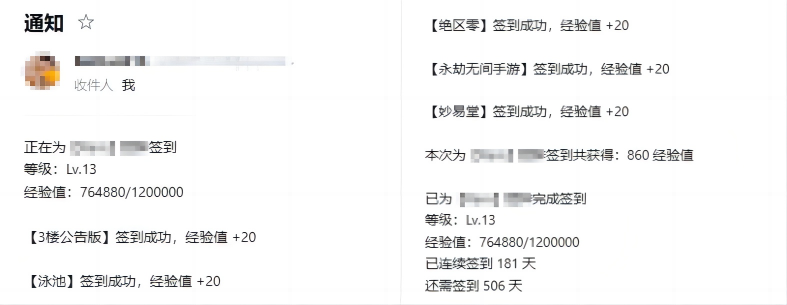 通知
收件人 我
正在为 签到
等级：Lv.13
经验值：764880/1200000
【3楼公告版】签到成功，经验值 +20
【泳池】签到成功，经验值 +20
【绝区零】签到成功，经验值 +20
【永劫无间手游】签到成功，经验值 +20
【妙易堂】签到成功，经验值 +20
本次为 签到共获得：860 经验值
已为 完成签到
等级：Lv.13
经验值：764880/1200000
已连续签到 181 天
还需签到 506 天